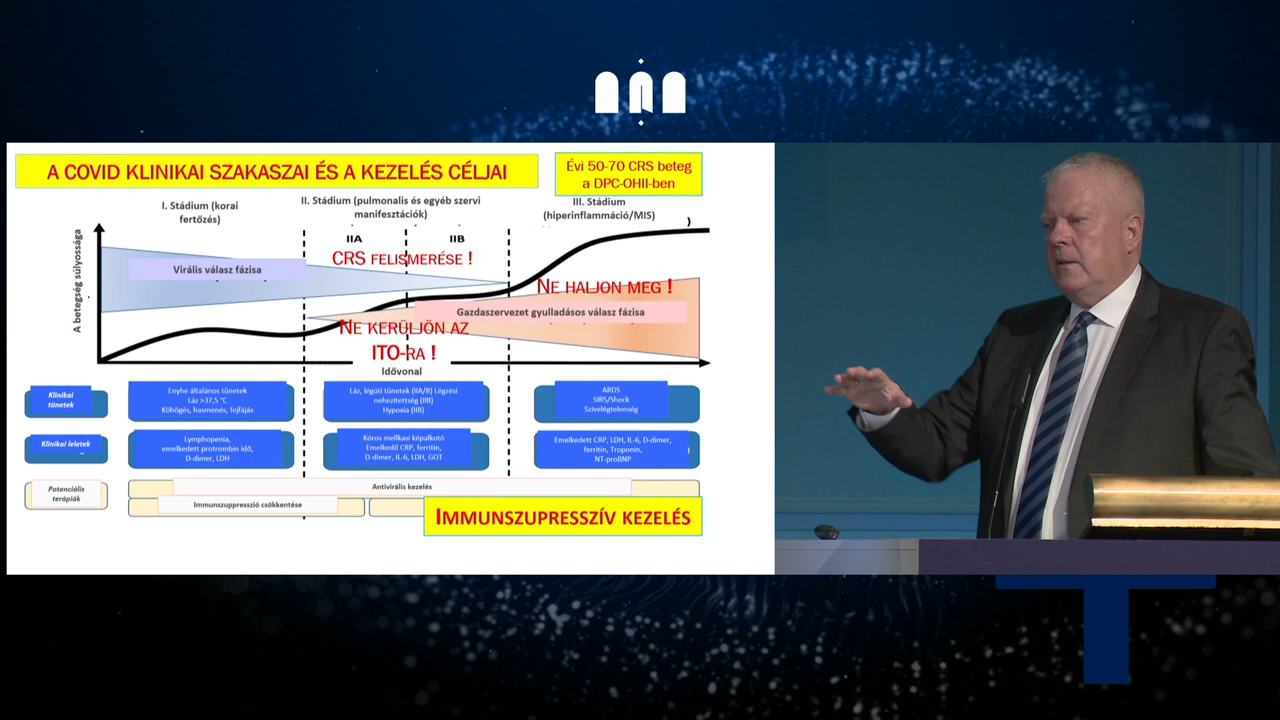 A COVID KLINIKAI SZAKASZAI ÉS A KEZELÉS CÉLJAI
Évi 50-70 CRS beteg
a DPC-OHII-ben
I. Stádium (korai
fertőzés)
II. Stádium (pulmonalis és egyéb szervi
manifesztációk)
III. Stádium
(hiperinflammáció/MIS)
)
IIA
IIB
A betegség súlyossága
CRS FELISMERÉSE !
Virális válasz fázisa
NE HALJON MEG !
Gazdaszervezet gyulladásos válasz fázisa
NE KERÜLJÖN AZ
ITO-RA !
Idővonal
Klinikai
tünetek
Enyhe általános tünetek
Láz >37,5 °C
Köhögés, hasmenés, fejfájás
Láz, légúti tünetek (IIA/B) Légzési
nehezítettség (IIB)
Hypoxia (IIB)
ARDS
SIRS/Shock
Szívelégtelenség
Klinikai leletek
Lymphopenia,
emelkedett protrombin idő,
D-dimer, LDH
Kóros mellkasi képalkotó
Emelkedő CRP, ferritin,
D-dimer, IL-6, LDH, GOT
Emelkedett CRP, LDH, IL-6, D-dimer,
ferritin, Troponin,
NT-proßNP
)
Potenciális
terápiák
Antivirális kezelés
Immunszuppresszió csökkentése
IMMUNSZUPRESSZÍV KEZELÉS